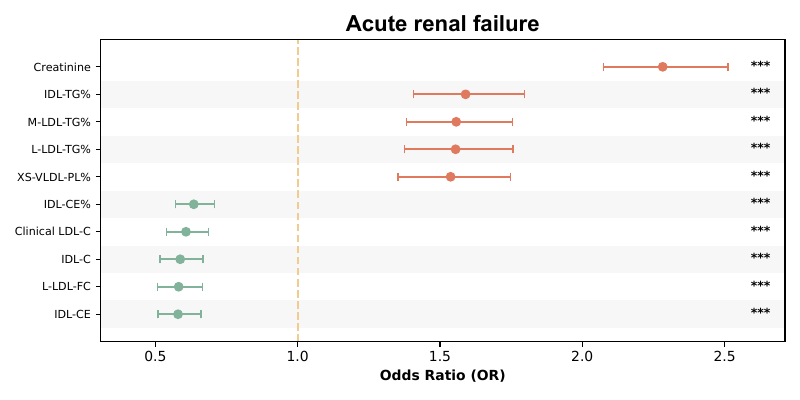 Acute renal failure
Creatinine ***
IDL-TG% ***
M-LDL-TG% ***
L-LDL-TG% ***
XS-VLDL-PL% ***
IDL-CE% ***
Clinical LDL-C ***
IDL-C ***
L-LDL-FC ***
IDL-CE ***
0.5 1.0 1.5 2.0 2.5
Odds Ratio (OR)